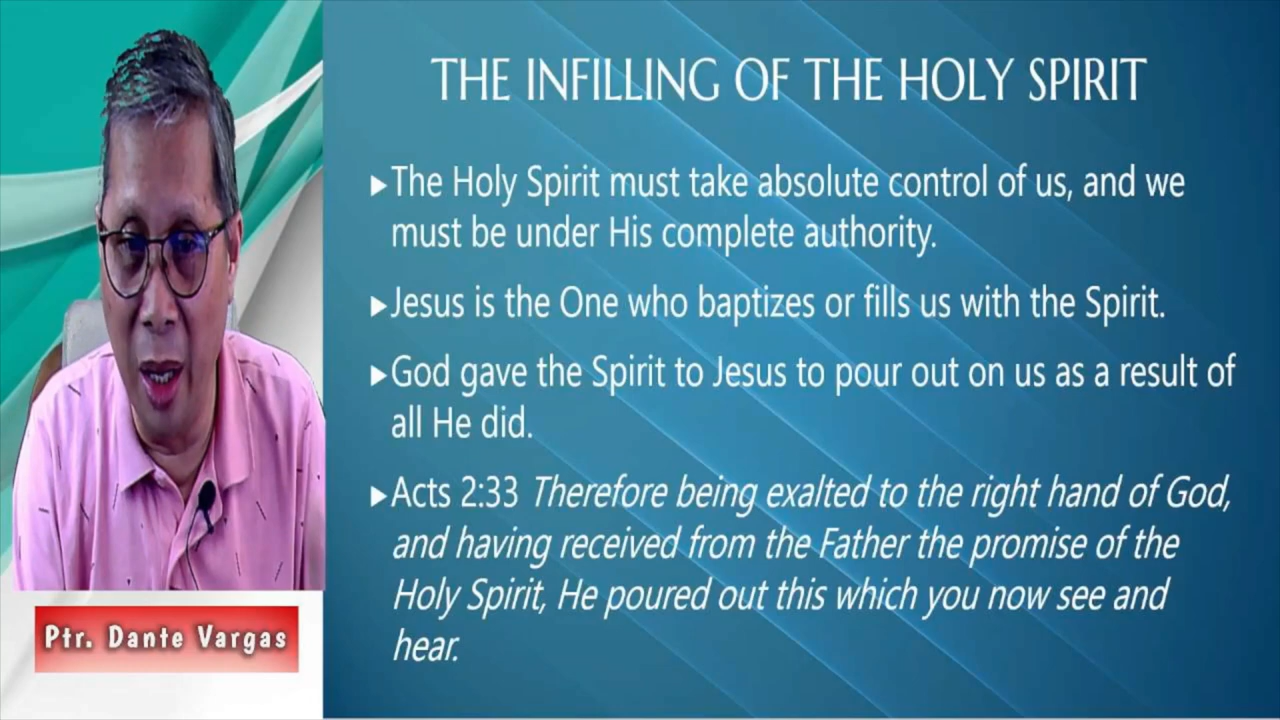 THE INFILLING OF THE HOLY SPIRIT
▶The Holy Spirit must take absolute control of us, and we
must be under His complete authority.
▶Jesus is the One who baptizes or fills us with the Spirit.
▶God gave the Spirit to Jesus to pour out on us as a result of
all He did.
▶Acts 2:33 Therefore being exalted to the right hand of God,
and having received from the Father the promise of the
Holy Spirit, He poured out this which you now see and
hear.
Ptr. Dante Vargas